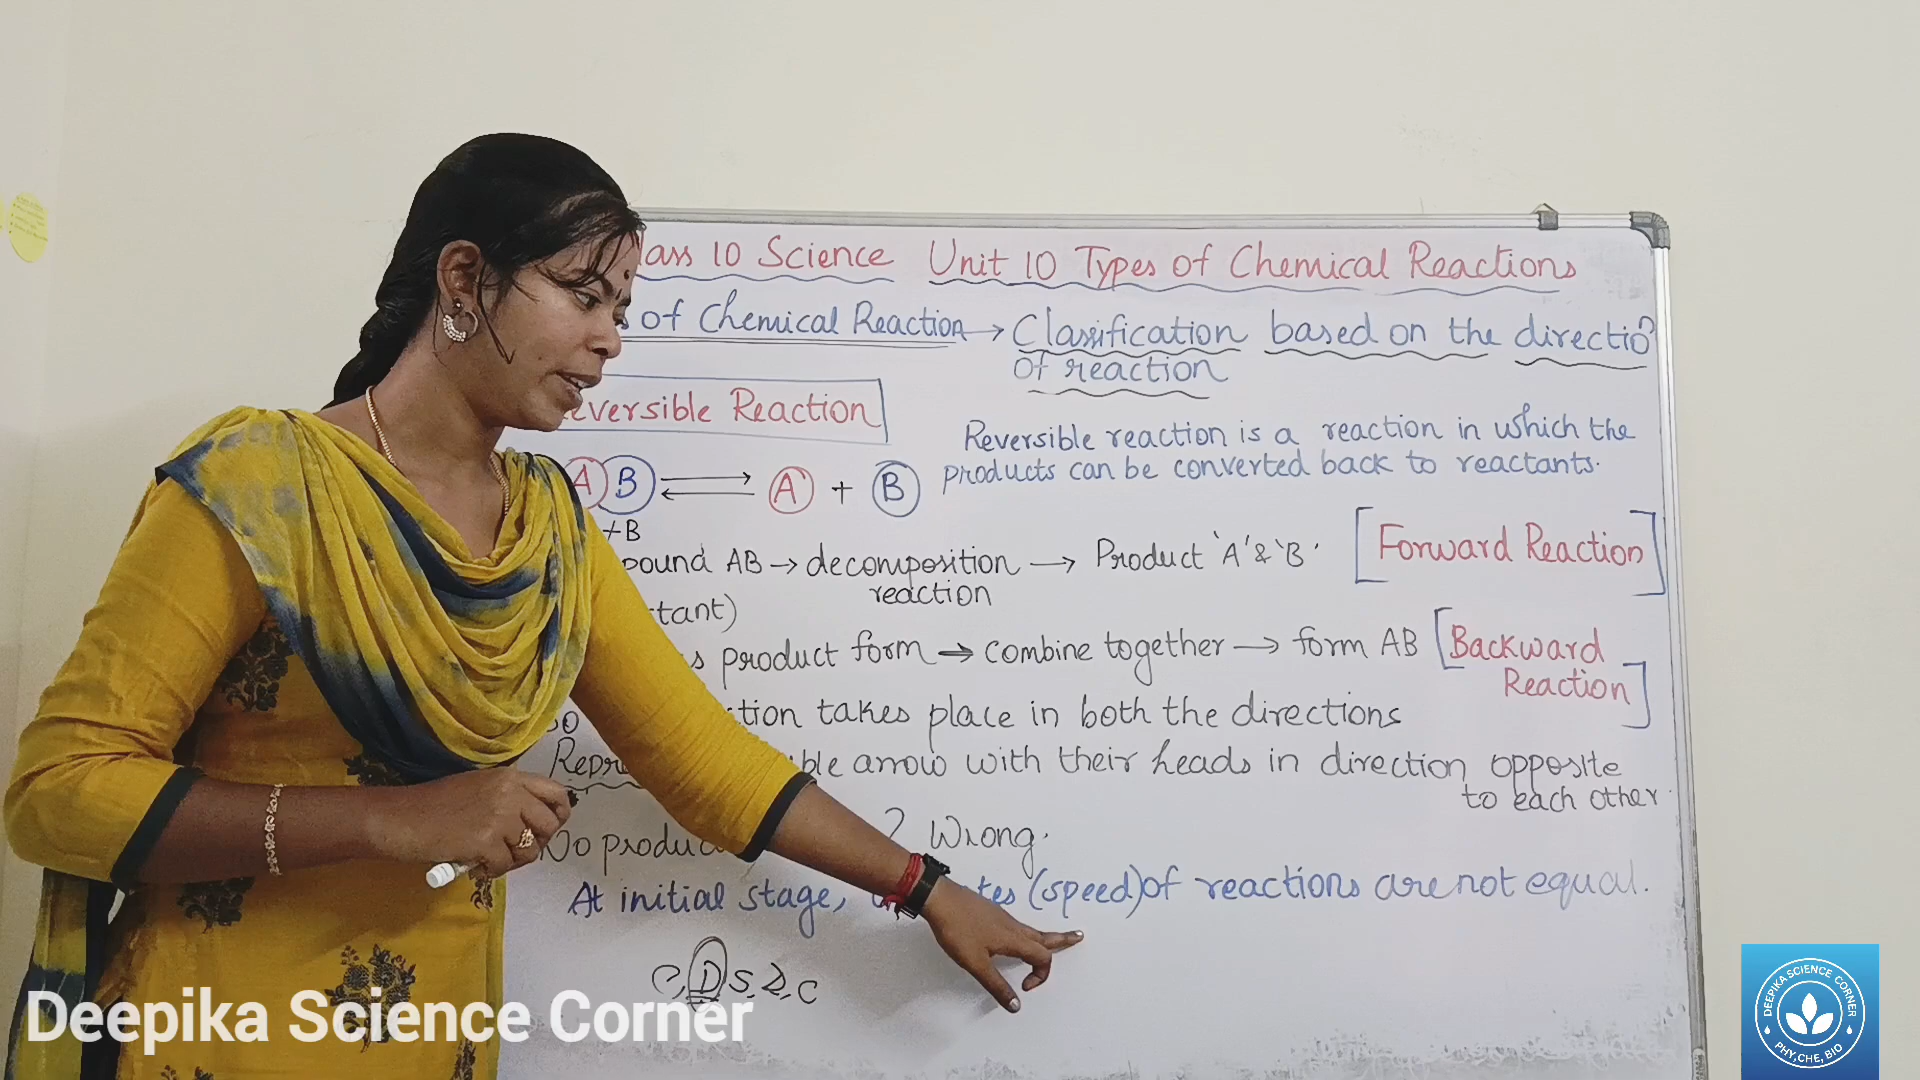 ass 10 Science Unit 10 Types of Chemical Reactions
of Chemical Reaction → Classification based on the direction
of reaction
eversible Reaction
Reversible reaction is a reaction in which the
products can be converted back to reactants.
A B ⇌ A + B
+B
pound AB → decomposition → Product 'A' & 'B'. [Forward Reaction]
reaction
tant)
s product form → combine together → form AB [Backward
Reaction]
So tion takes place in both the directions
Repre ble arrow with their heads in direction opposite
to each other.
No produc ? Wrong.
At initial stage, tes (speed) of reactions are not equal.
C, D, S, D, C
Deepika Science Corner
DEEPIKA SCIENCE CORNER
PHY,CHE, BIO